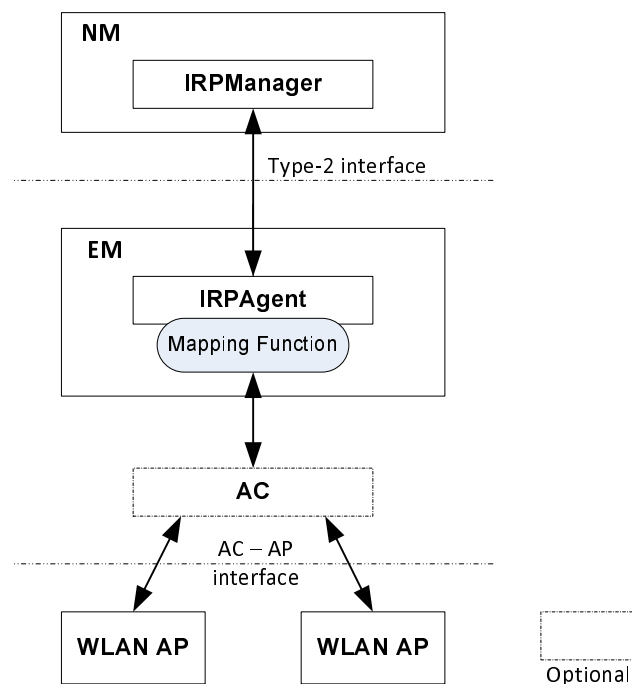 NM
IRPManager
Type-2 interface
EM
IRPAgent
Mapping Function
AC
AC – AP
interface
WLAN AP
WLAN AP
Optional